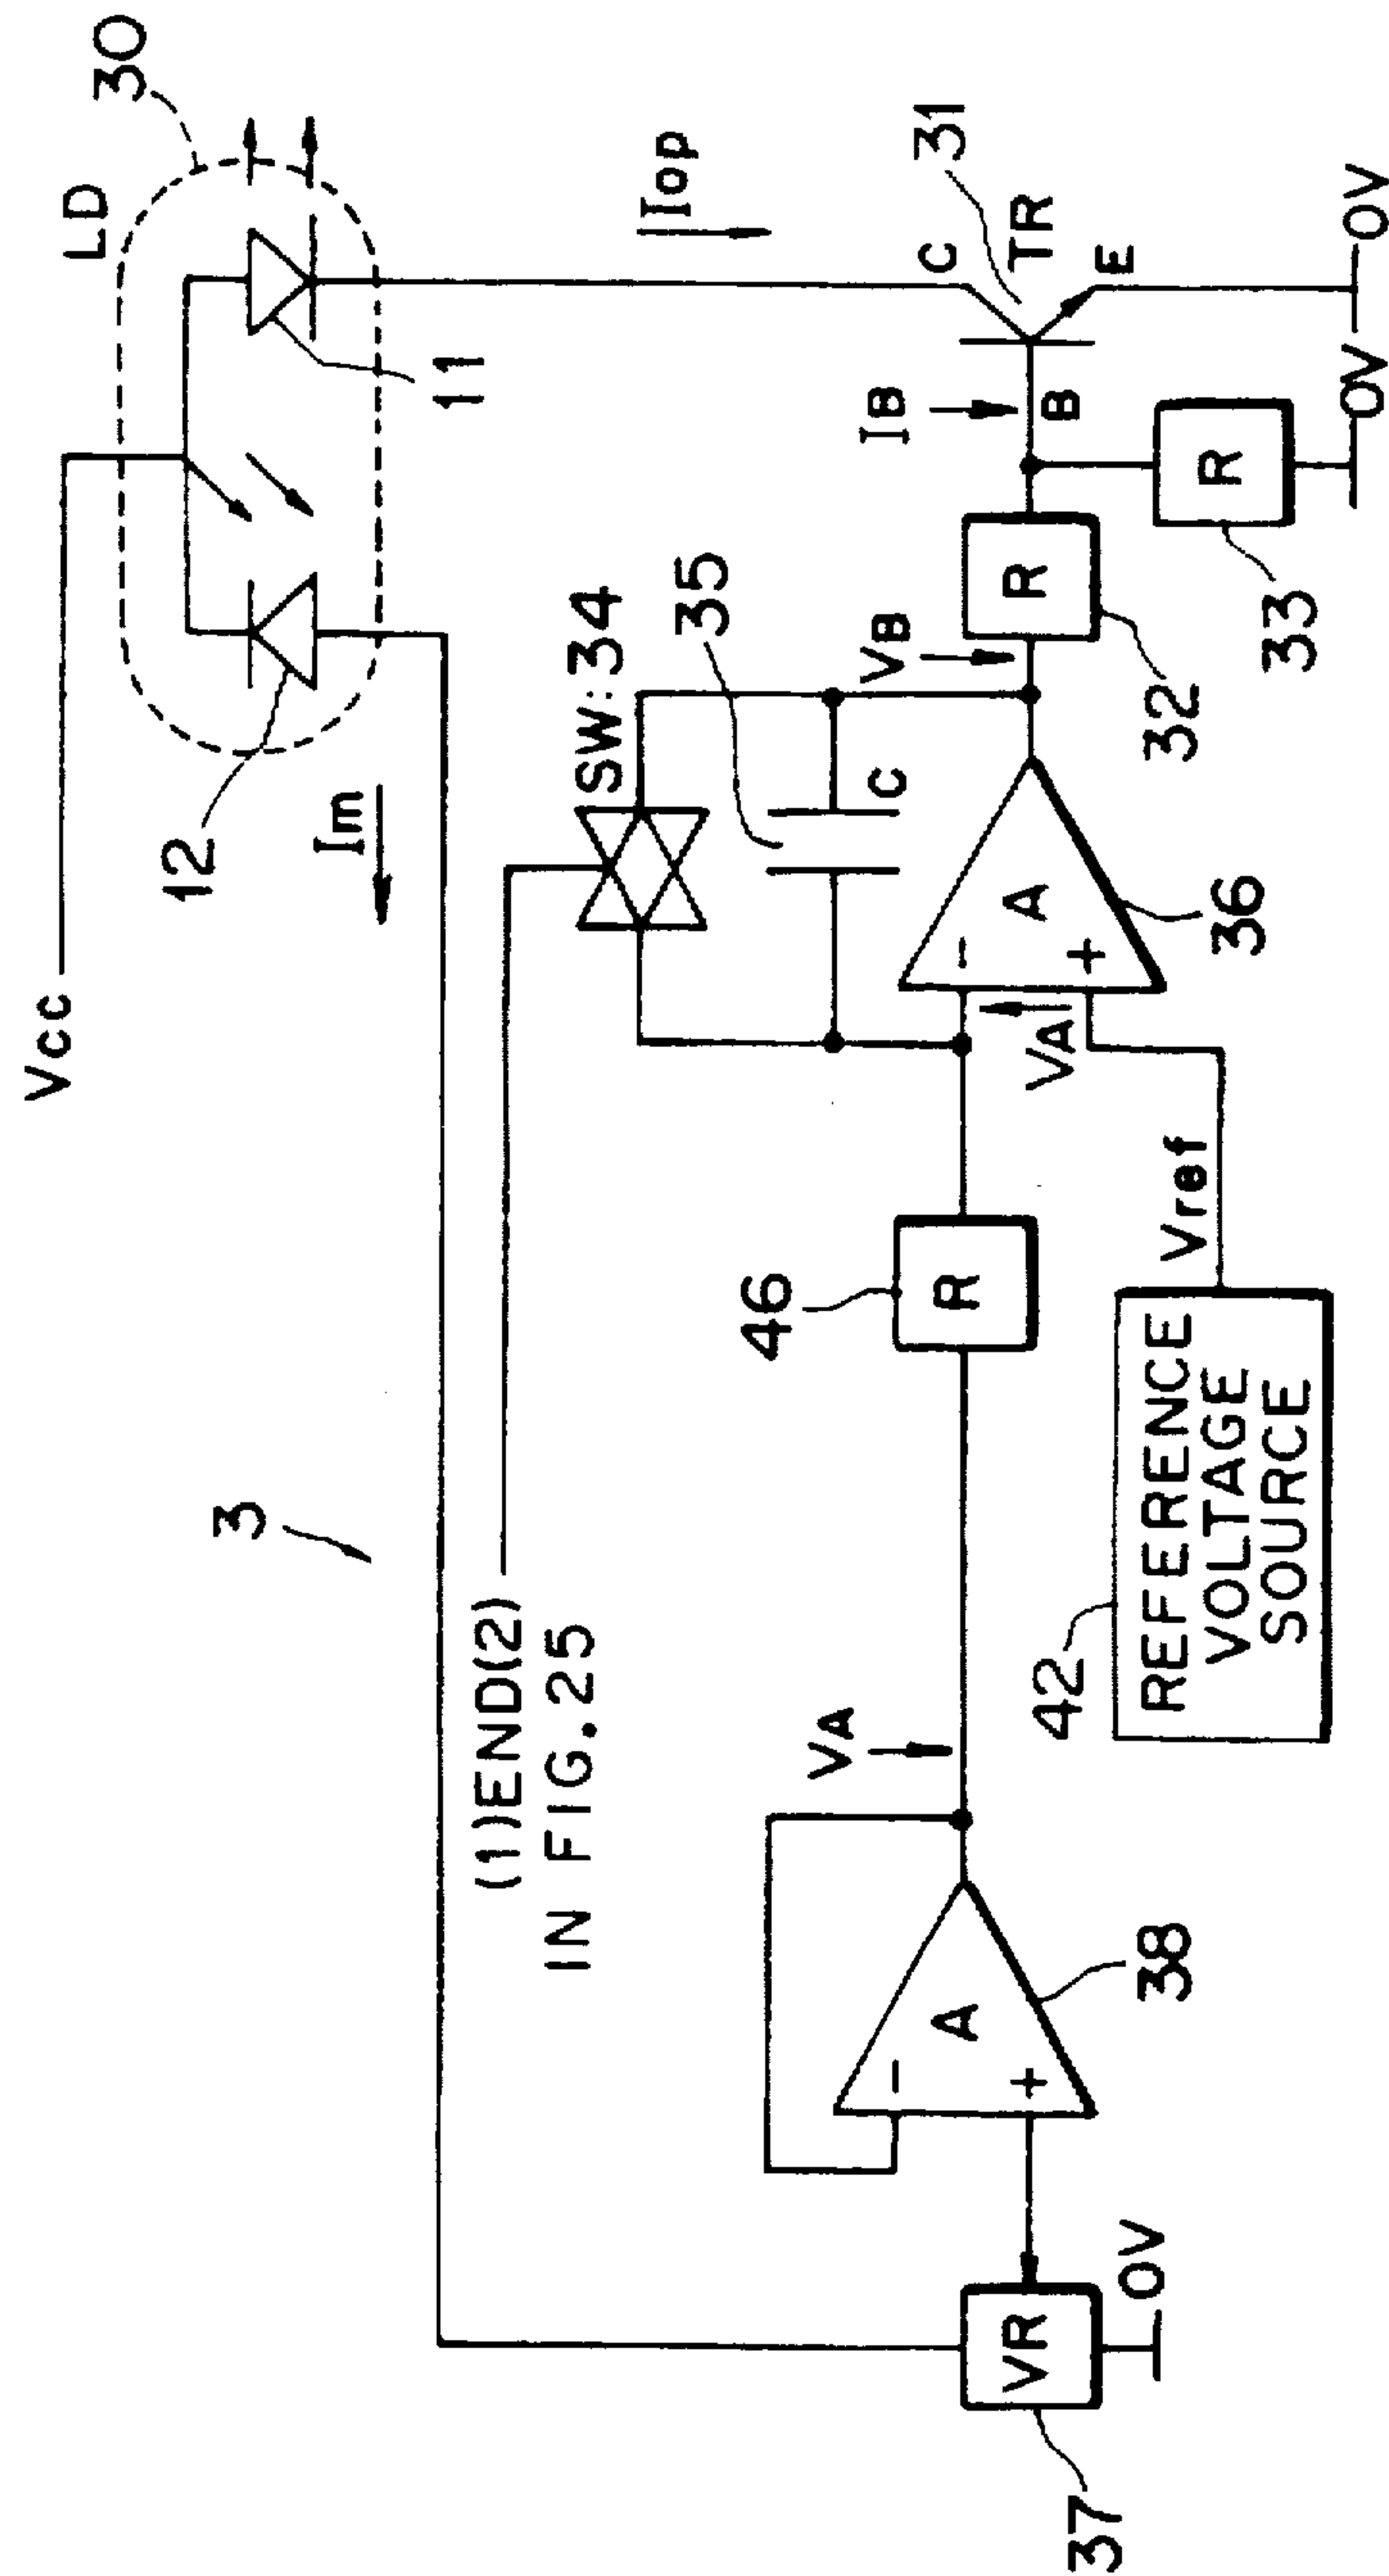 30
LD
Vcc
11
12
Im
Iop
3
(1)END(2)
IN FIG.25
SW:34
35
C
C
31
TR
E
IB
B
VB
R
32
R
33
0V
0V
A
-
+
36
VA
VA
46
R
Vref
42
REFERENCE
VOLTAGE
SOURCE
A
-
+
38
VR
37
0V